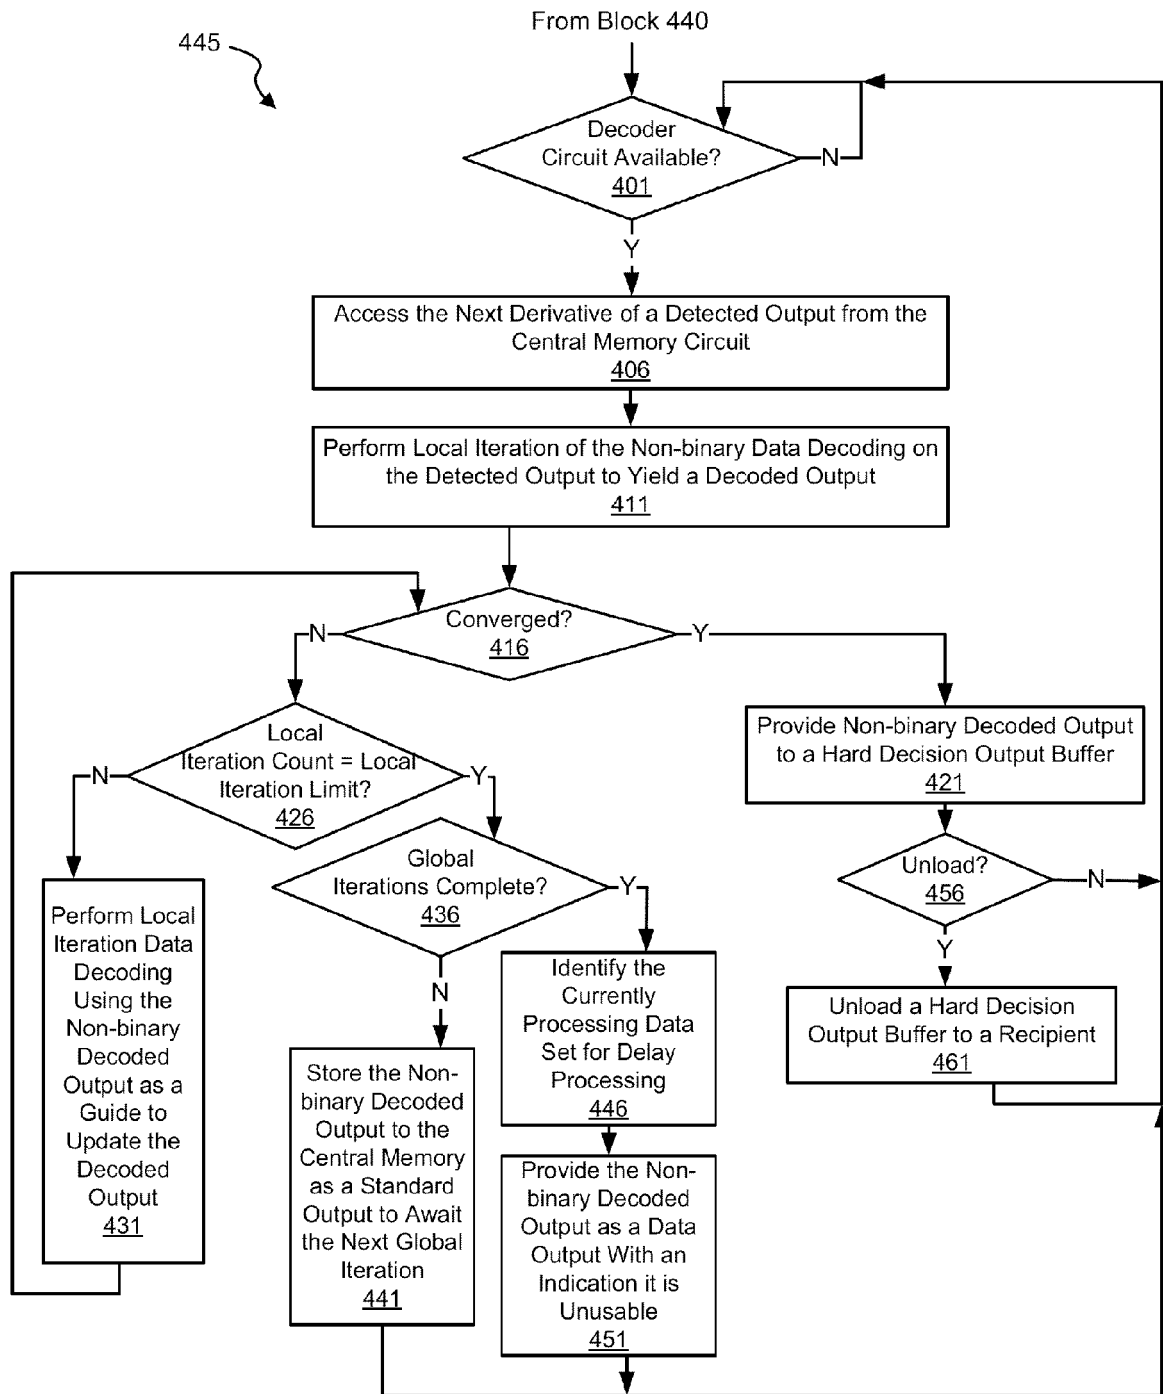 From Block 440
445
Decoder
Circuit Available?
401
N
Y
Access the Next Derivative of a Detected Output from the
Central Memory Circuit
406
Perform Local Iteration of the Non-binary Data Decoding on
the Detected Output to Yield a Decoded Output
411
Converged?
416
N
Y
Local
Iteration Count = Local
Iteration Limit?
426
N
Y
Provide Non-binary Decoded Output
to a Hard Decision Output Buffer
421
Global
Iterations Complete?
436
Y
N
Unload?
456
N
Y
Perform Local
Iteration Data
Decoding
Using the
Non-binary
Decoded
Output as a
Guide to
Update the
Decoded
Output
431
Store the Non-
binary Decoded
Output to the
Central Memory
as a Standard
Output to Await
the Next Global
Iteration
441
Identify the
Currently
Processing Data
Set for Delay
Processing
446
Provide the Non-
binary Decoded
Output as a Data
Output With an
Indication it is
Unusable
451
Unload a Hard Decision
Output Buffer to a Recipient
461